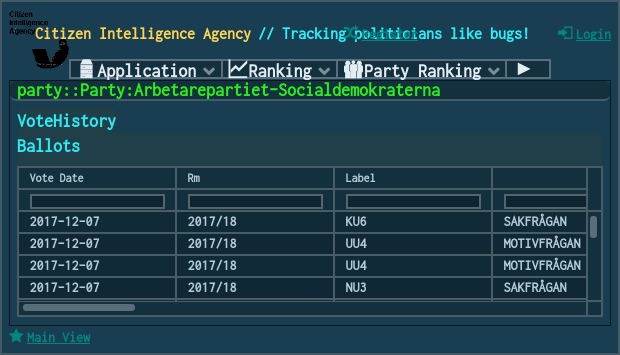 Citizen
Intelligence
Agency
Citizen Intelligence Agency // Tracking politicians like bugs!
Login
Application Ranking Party Ranking
party::Party:Arbetarepartiet-Socialdemokraterna
VoteHistory
Ballots
Vote Date Rm Label
2017-12-07 2017/18 KU6 SAKFRÅGAN
2017-12-07 2017/18 UU4 MOTIVFRÅGAN
2017-12-07 2017/18 UU4 MOTIVFRÅGAN
2017-12-07 2017/18 NU3 SAKFRÅGAN
Main View